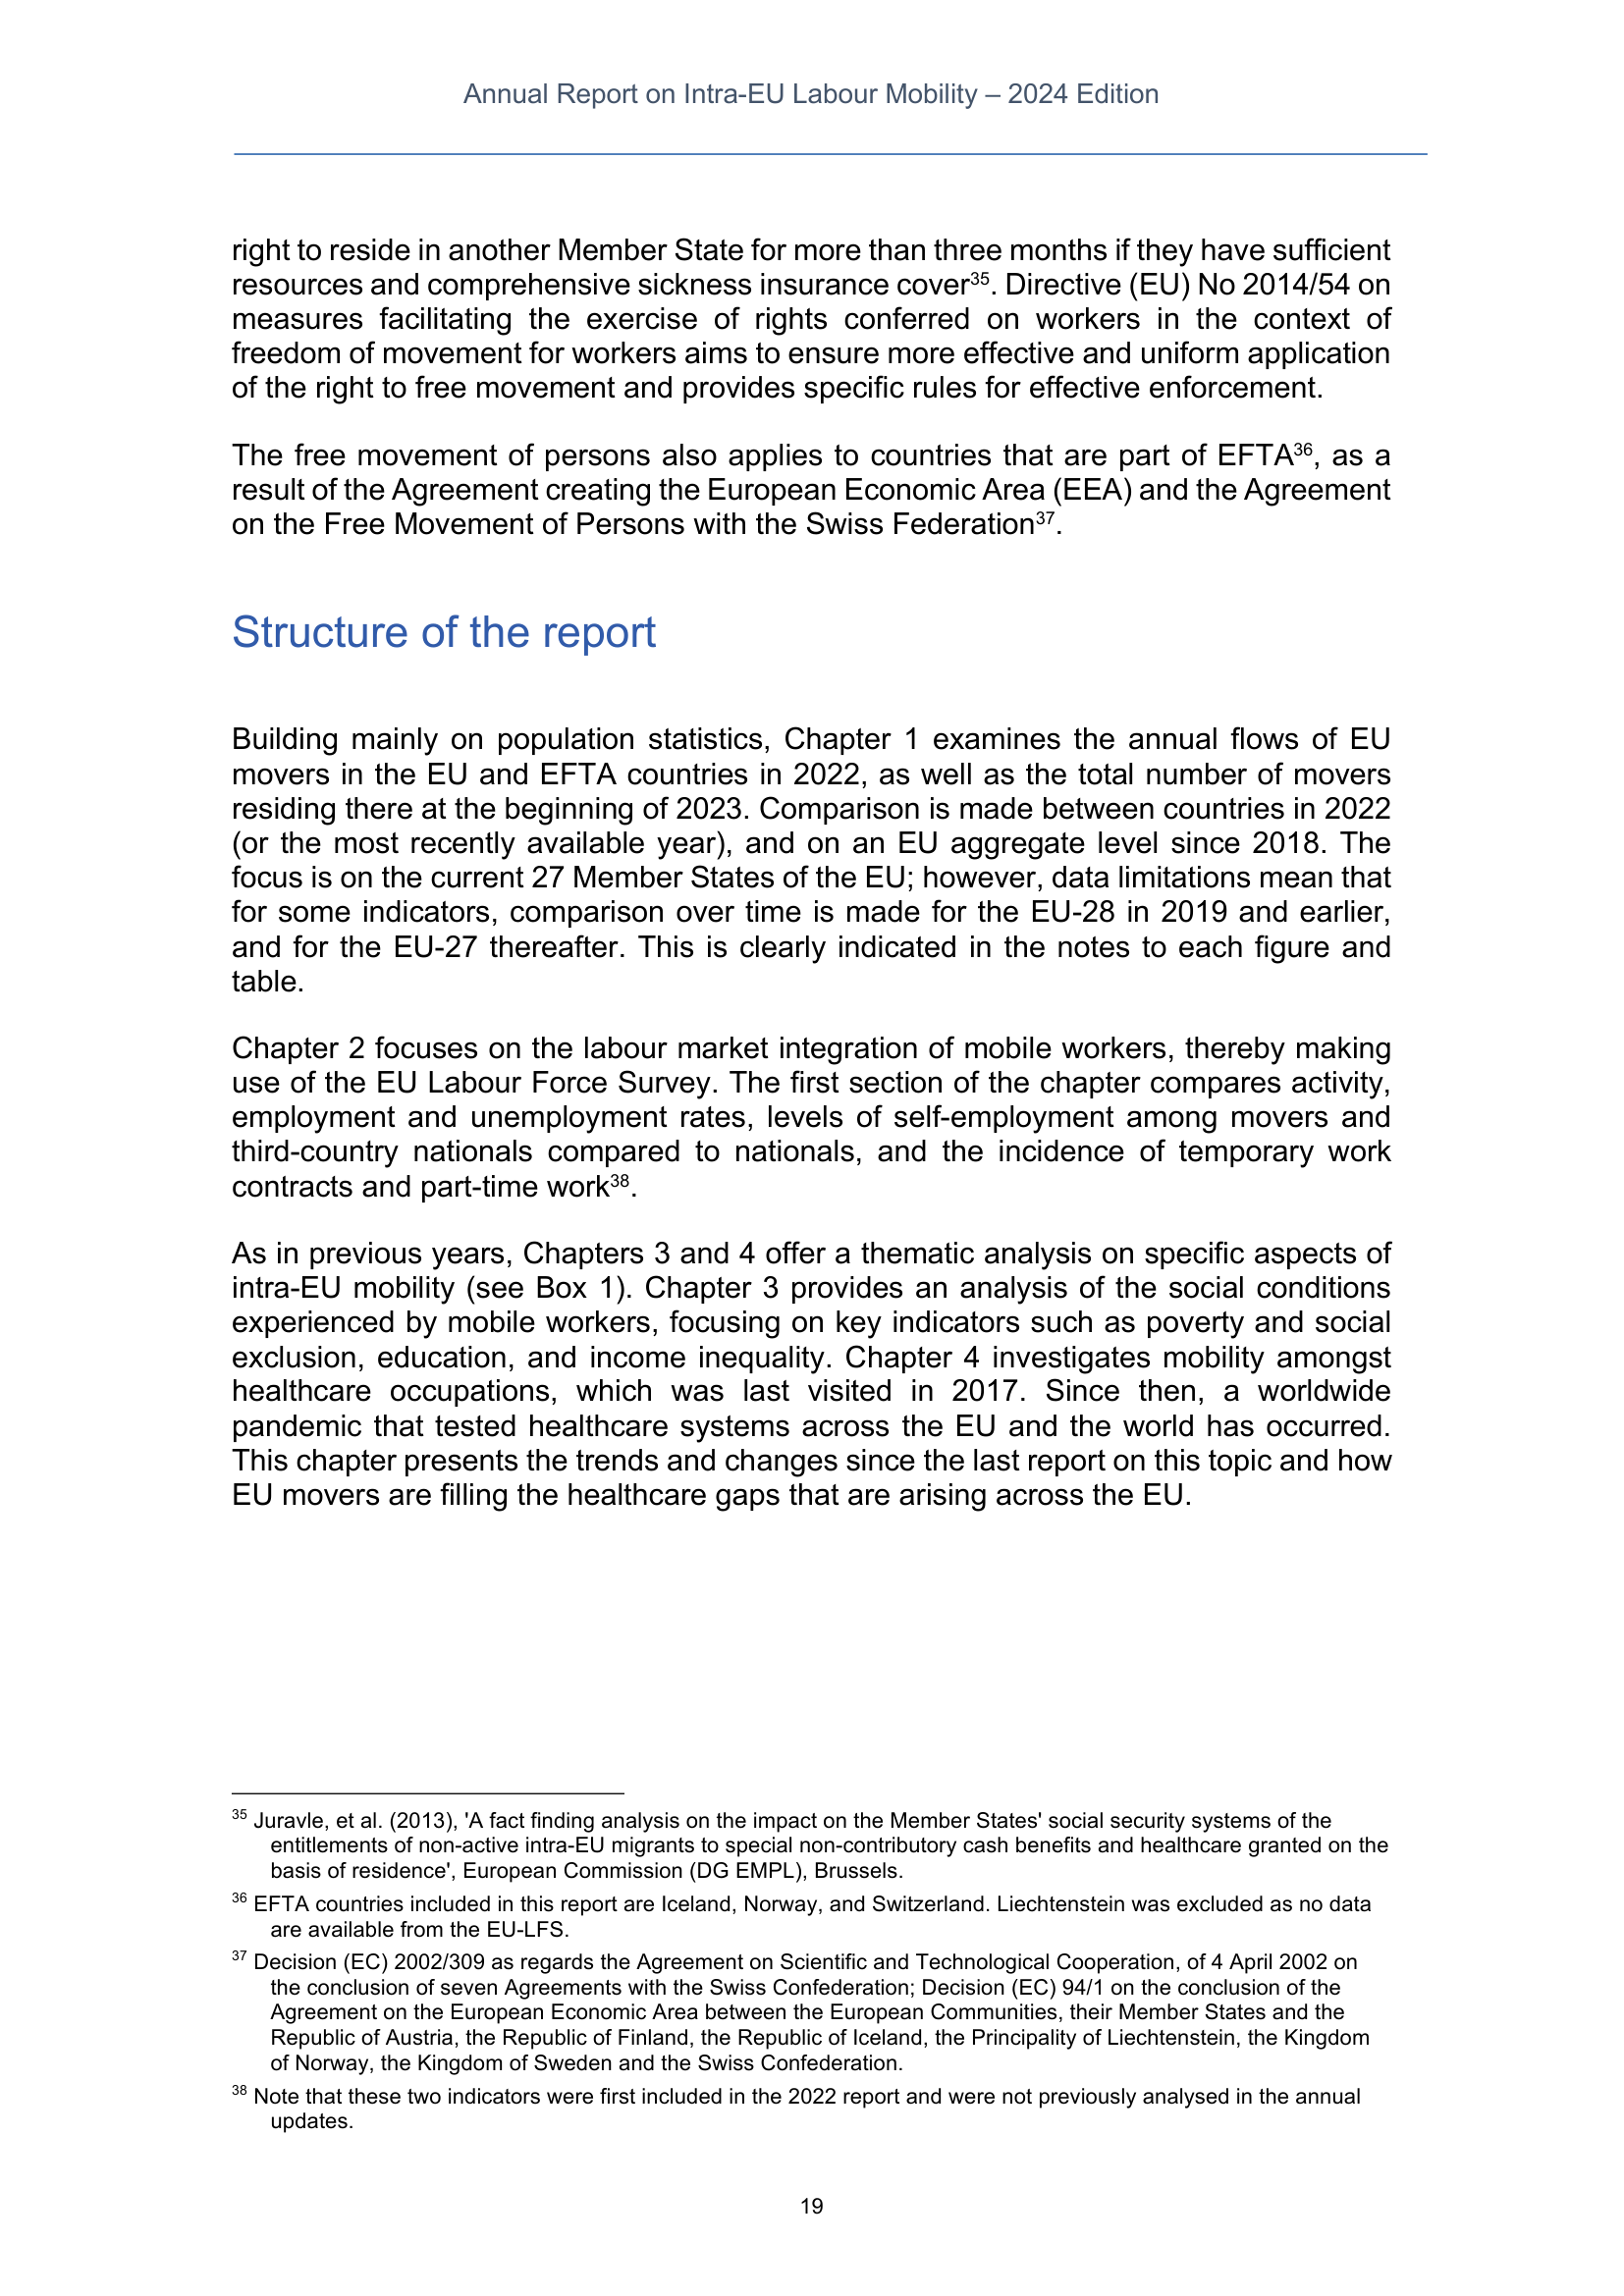 Annual Report on Intra-EU Labour Mobility – 2024 Edition
right to reside in another Member State for more than three months if they have sufficient
resources and comprehensive sickness insurance cover35. Directive (EU) No 2014/54 on
measures facilitating the exercise of rights conferred on workers in the context of
freedom of movement for workers aims to ensure more effective and uniform application
of the right to free movement and provides specific rules for effective enforcement.
The free movement of persons also applies to countries that are part of EFTA36, as a
result of the Agreement creating the European Economic Area (EEA) and the Agreement
on the Free Movement of Persons with the Swiss Federation37.
Structure of the report
Building mainly on population statistics, Chapter 1 examines the annual flows of EU
movers in the EU and EFTA countries in 2022, as well as the total number of movers
residing there at the beginning of 2023. Comparison is made between countries in 2022
(or the most recently available year), and on an EU aggregate level since 2018. The
focus is on the current 27 Member States of the EU; however, data limitations mean that
for some indicators, comparison over time is made for the EU-28 in 2019 and earlier,
and for the EU-27 thereafter. This is clearly indicated in the notes to each figure and
table.
Chapter 2 focuses on the labour market integration of mobile workers, thereby making
use of the EU Labour Force Survey. The first section of the chapter compares activity,
employment and unemployment rates, levels of self-employment among movers and
third-country nationals compared to nationals, and the incidence of temporary work
contracts and part-time work38.
As in previous years, Chapters 3 and 4 offer a thematic analysis on specific aspects of
intra-EU mobility (see Box 1). Chapter 3 provides an analysis of the social conditions
experienced by mobile workers, focusing on key indicators such as poverty and social
exclusion, education, and income inequality. Chapter 4 investigates mobility amongst
healthcare occupations, which was last visited in 2017. Since then, a worldwide
pandemic that tested healthcare systems across the EU and the world has occurred.
This chapter presents the trends and changes since the last report on this topic and how
EU movers are filling the healthcare gaps that are arising across the EU.
35 Juravle, et al. (2013), 'A fact finding analysis on the impact on the Member States' social security systems of the
entitlements of non-active intra-EU migrants to special non-contributory cash benefits and healthcare granted on the
basis of residence', European Commission (DG EMPL), Brussels.
36 EFTA countries included in this report are Iceland, Norway, and Switzerland. Liechtenstein was excluded as no data
are available from the EU-LFS.
37 Decision (EC) 2002/309 as regards the Agreement on Scientific and Technological Cooperation, of 4 April 2002 on
the conclusion of seven Agreements with the Swiss Confederation; Decision (EC) 94/1 on the conclusion of the
Agreement on the European Economic Area between the European Communities, their Member States and the
Republic of Austria, the Republic of Finland, the Republic of Iceland, the Principality of Liechtenstein, the Kingdom
of Norway, the Kingdom of Sweden and the Swiss Confederation.
38 Note that these two indicators were first included in the 2022 report and were not previously analysed in the annual
updates.
19